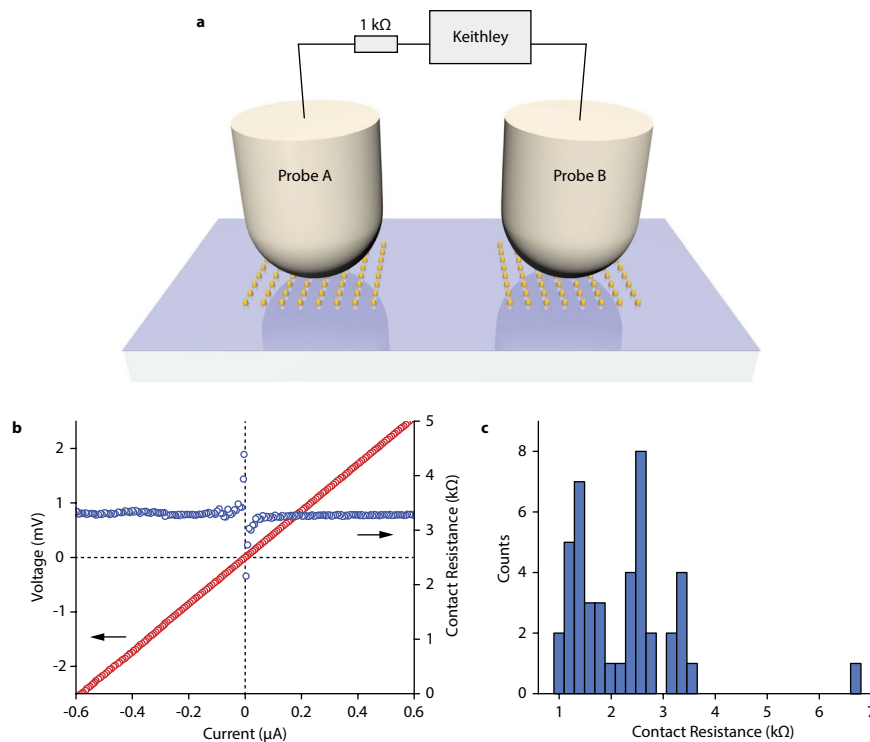 a
1 kΩ
Keithley
Probe A
Probe B
b
Voltage (mV)
2
1
0
-1
-2
-0.6
-0.4
-0.2
0
0.2
0.4
0.6
Current (µA)
5
4
3
2
1
0
Contact Resistance (kΩ)
c
Counts
8
6
4
2
0
1
2
3
4
5
6
7
Contact Resistance (kΩ)